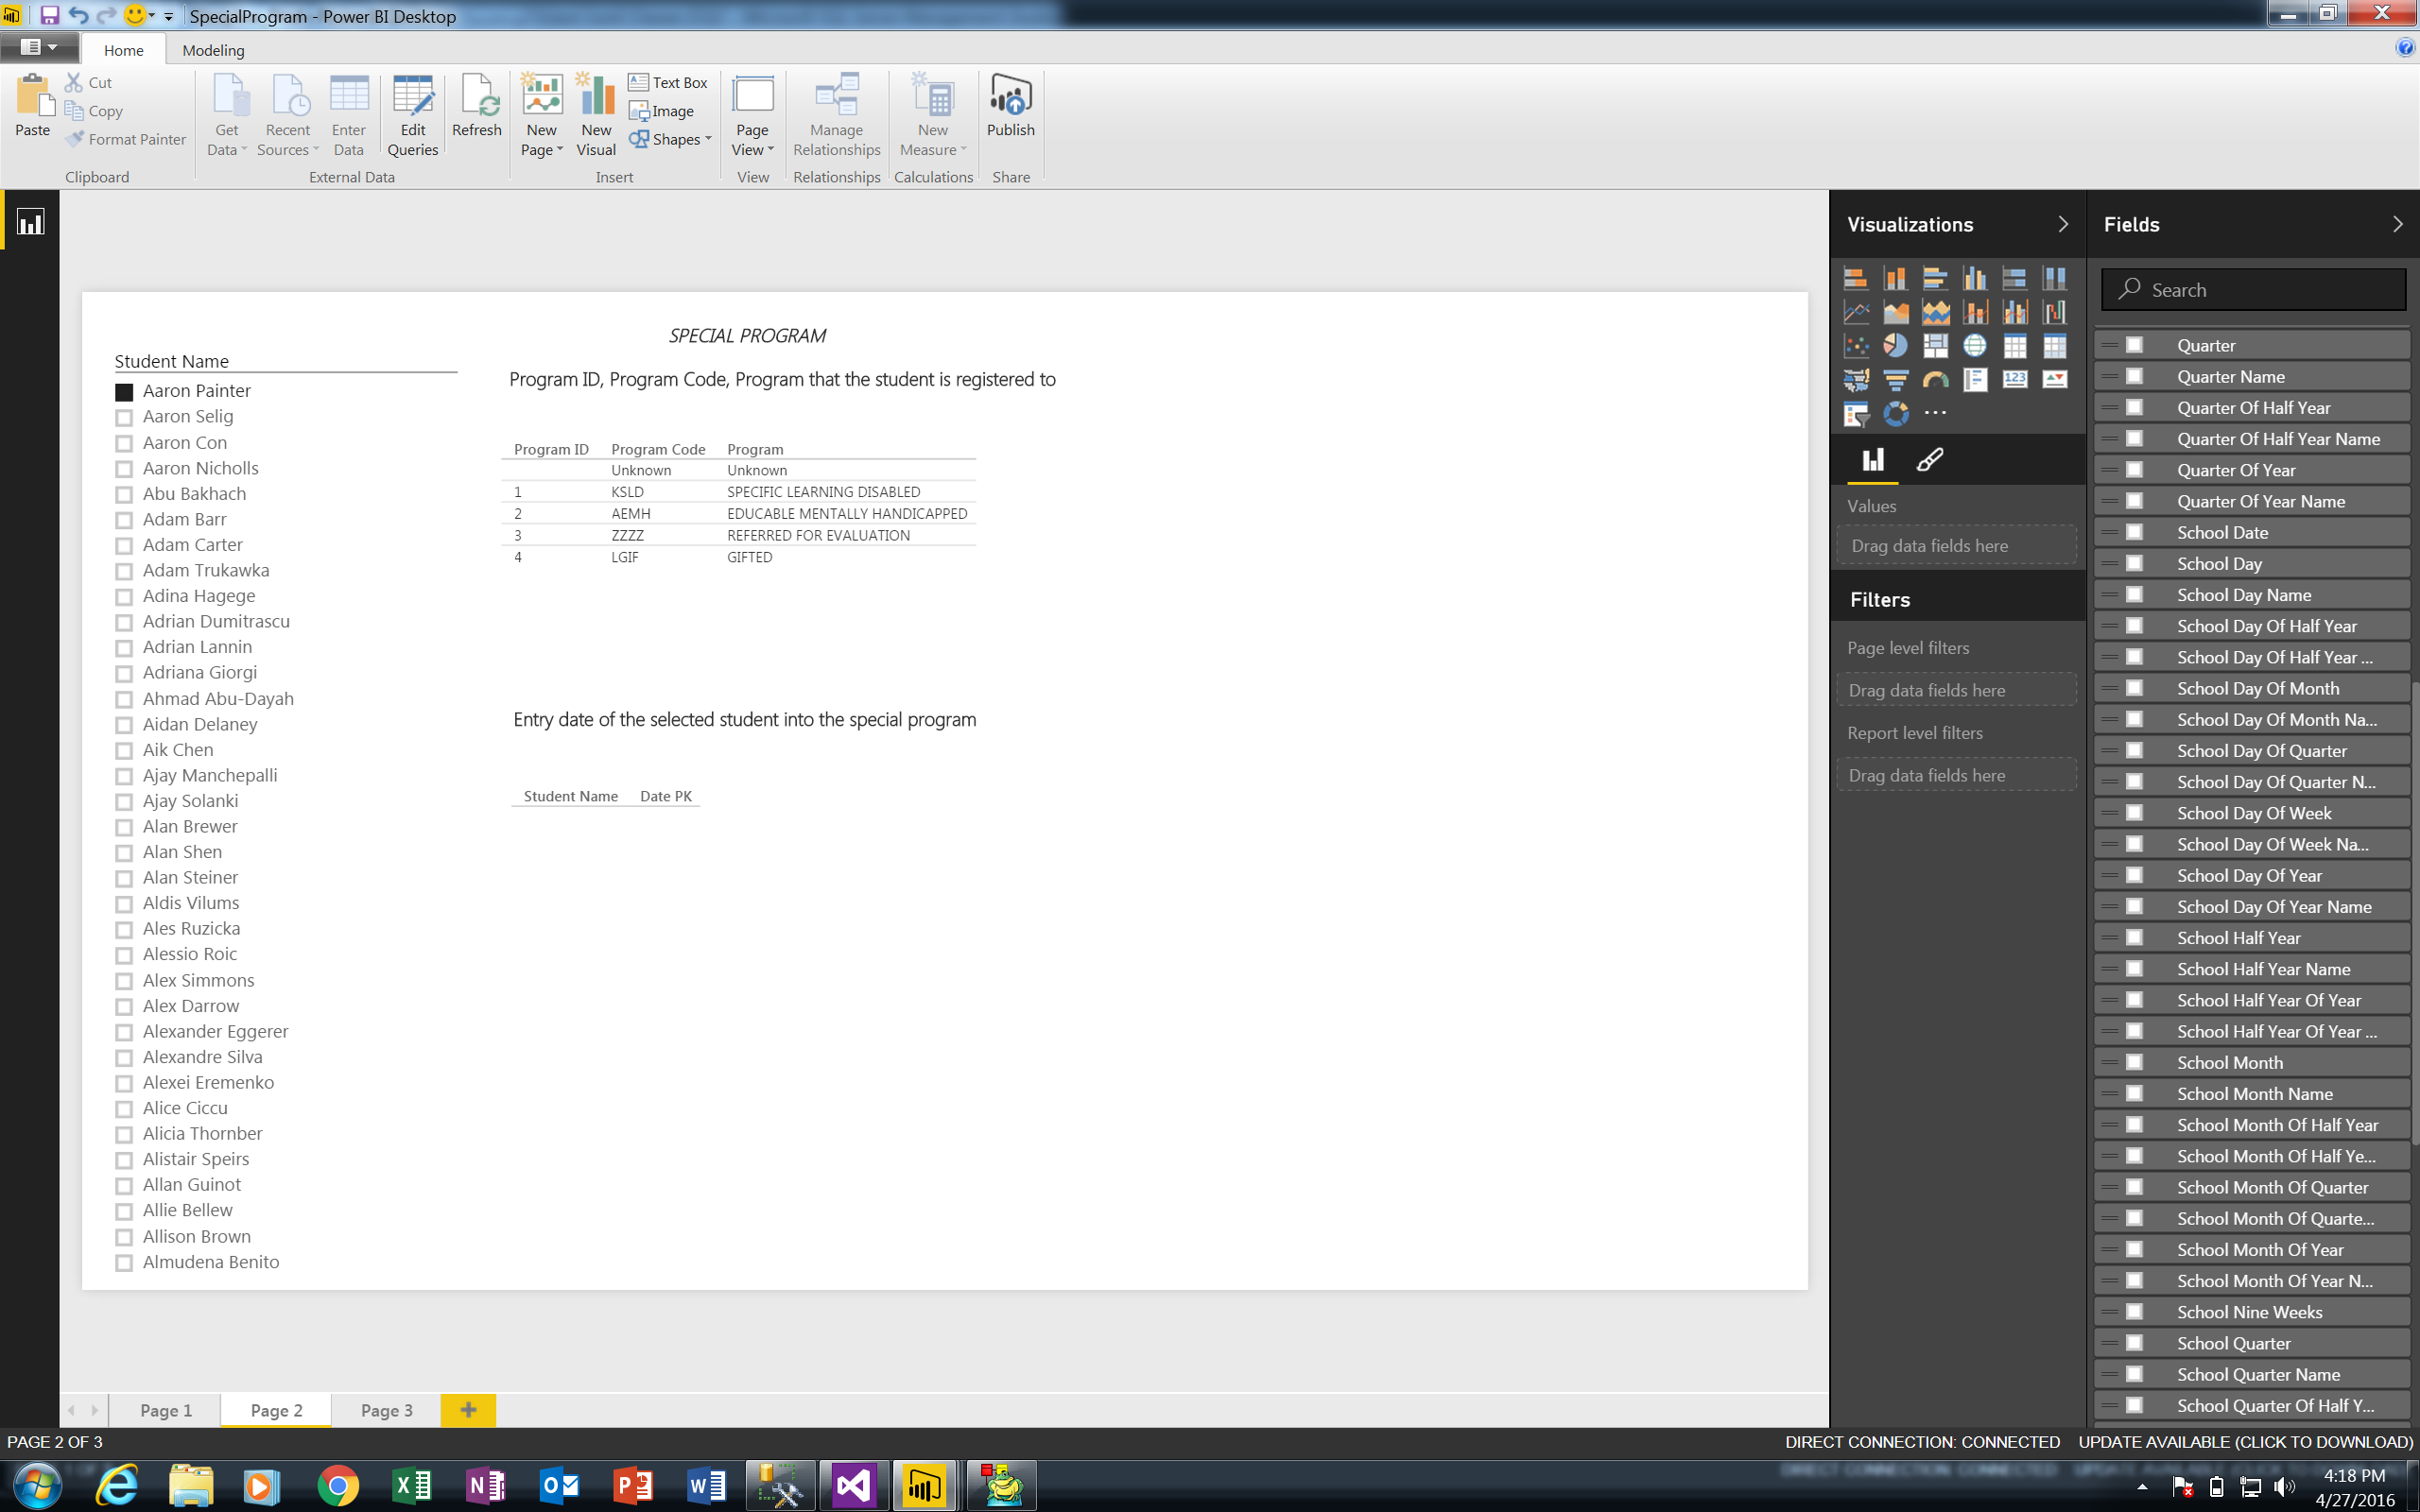 SpecialProgram - Power BI Desktop
Home
Modeling
Paste
Cut
Copy
Format Painter
Clipboard
Get Data
Recent Sources
Enter Data
Edit Queries
Refresh
External Data
New Page
New Visual
Text Box
Image
Shapes
Insert
Page View
View
Manage Relationships
Relationships
New Measure
Calculations
Publish
Share
SPECIAL PROGRAM
Program ID, Program Code, Program that the student is registered to
Student Name
Aaron Painter
Aaron Selig
Aaron Con
Aaron Nicholls
Abu Bakhach
Adam Barr
Adam Carter
Adam Trukawka
Adina Hagege
Adrian Dumitrascu
Adrian Lannin
Adriana Giorgi
Ahmad Abu-Dayah
Aidan Delaney
Aik Chen
Ajay Manchepalli
Ajay Solanki
Alan Brewer
Alan Shen
Alan Steiner
Aldis Vilums
Ales Ruzicka
Alessio Roic
Alex Simmons
Alex Darrow
Alexander Eggerer
Alexandre Silva
Alexei Eremenko
Alice Ciccu
Alicia Thornber
Alistair Speirs
Allan Guinot
Allie Bellew
Allison Brown
Almudena Benito
Program ID Program Code Program
Unknown Unknown
1 KSLD SPECIFIC LEARNING DISABLED
2 AEMH EDUCABLE MENTALLY HANDICAPPED
3 ZZZZ REFERRED FOR EVALUATION
4 LGIF GIFTED
Entry date of the selected student into the special program
Student Name Date PK
Visualizations
123
Values
Drag data fields here
Filters
Page level filters
Drag data fields here
Report level filters
Drag data fields here
Fields
Search
Quarter
Quarter Name
Quarter Of Half Year
Quarter Of Half Year Name
Quarter Of Year
Quarter Of Year Name
School Date
School Day
School Day Name
School Day Of Half Year
School Day Of Half Year ...
School Day Of Month
School Day Of Month Na...
School Day Of Quarter
School Day Of Quarter N...
School Day Of Week
School Day Of Week Na...
School Day Of Year
School Day Of Year Name
School Half Year
School Half Year Name
School Half Year Of Year
School Half Year Of Year ...
School Month
School Month Name
School Month Of Half Year
School Month Of Half Ye...
School Month Of Quarter
School Month Of Quarte...
School Month Of Year
School Month Of Year N...
School Nine Weeks
School Quarter
School Quarter Name
School Quarter Of Half Y...
Page 1
Page 2
Page 3
PAGE 2 OF 3
DIRECT CONNECTION: CONNECTED
UPDATE AVAILABLE (CLICK TO DOWNLOAD)
4:18 PM
4/27/2016